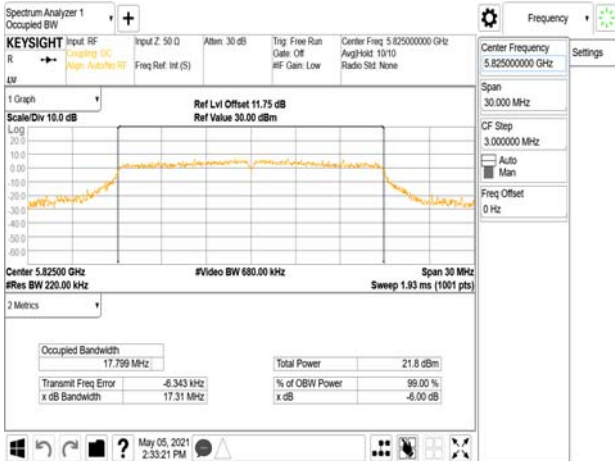 Spectrum Analyzer 1
Occupied BW
+
Frequency
KEYSIGHT Input: RF Input Z: 50 Ω Atten: 30 dB Trig: Free Run Center Freq: 5.825000000 GHz
R Coupling: DC Gate: Off Avg|Hold: 10/10
Align: Auto/No RF Freq Ref: Int (S) #IF Gain: Low Radio Std: None
LXI
Center Frequency
5.825000000 GHz
Settings
Span
30.000 MHz
CF Step
3.000000 MHz
Auto
Man
Freq Offset
0 Hz
1 Graph
Ref Lvl Offset 11.75 dB
Scale/Div 10.0 dB Ref Value 30.00 dBm
Log
20.0
10.0
0.00
-10.0
-20.0
-30.0
-40.0
-50.0
-60.0
Center 5.82500 GHz #Video BW 680.00 kHz Span 30 MHz
#Res BW 220.00 kHz Sweep 1.93 ms (1001 pts)
2 Metrics
Occupied Bandwidth
17.799 MHz Total Power 21.8 dBm
Transmit Freq Error -6.343 kHz % of OBW Power 99.00 %
x dB Bandwidth 17.31 MHz x dB -6.00 dB
?
May 05, 2021
2:33:21 PM